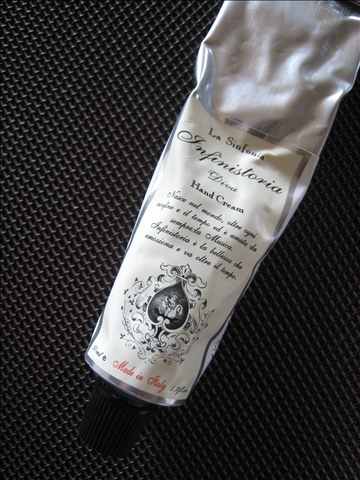 La Sinfonia
Infinistoria
Diva
Hand Cream
Nasce nel mondo, oltre ogni
confine e il tempo ed è amata da
sempre: la Musica.
Infinistoria è la bellezza che
emoziona e va oltre il tempo.
Made in Italy